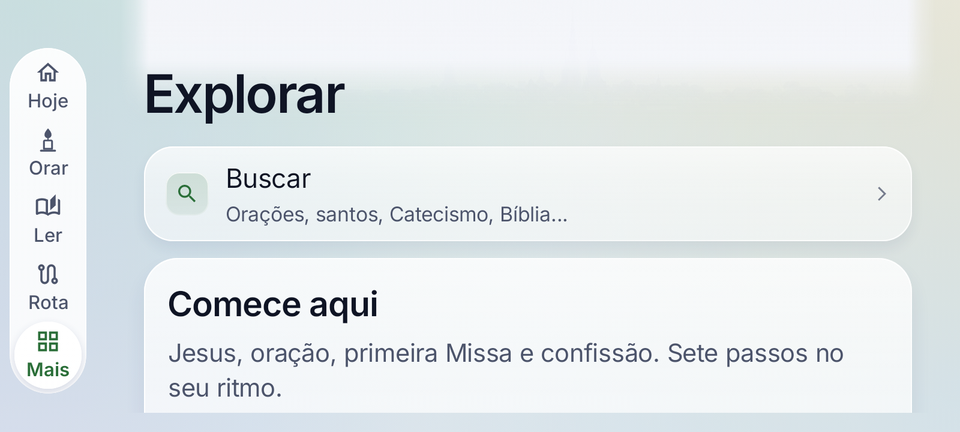 Explorar
Buscar
Orações, santos, Catecismo, Bíblia...
Comece aqui
Jesus, oração, primeira Missa e confissão. Sete passos no
seu ritmo.
Hoje
Orar
Ler
Rota
Mais